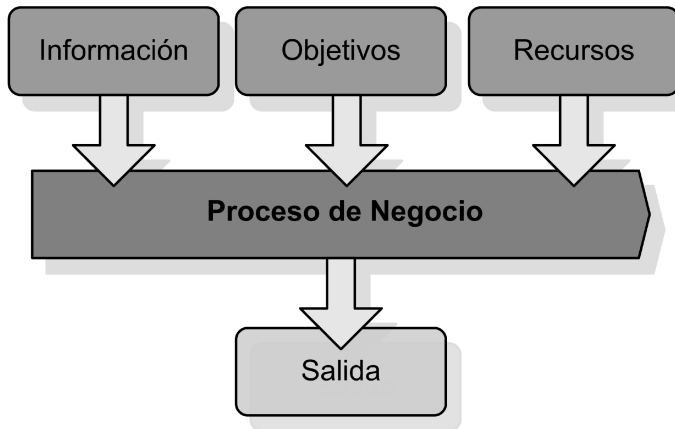 Información
Objetivos
Recursos
Proceso de Negocio
Salida